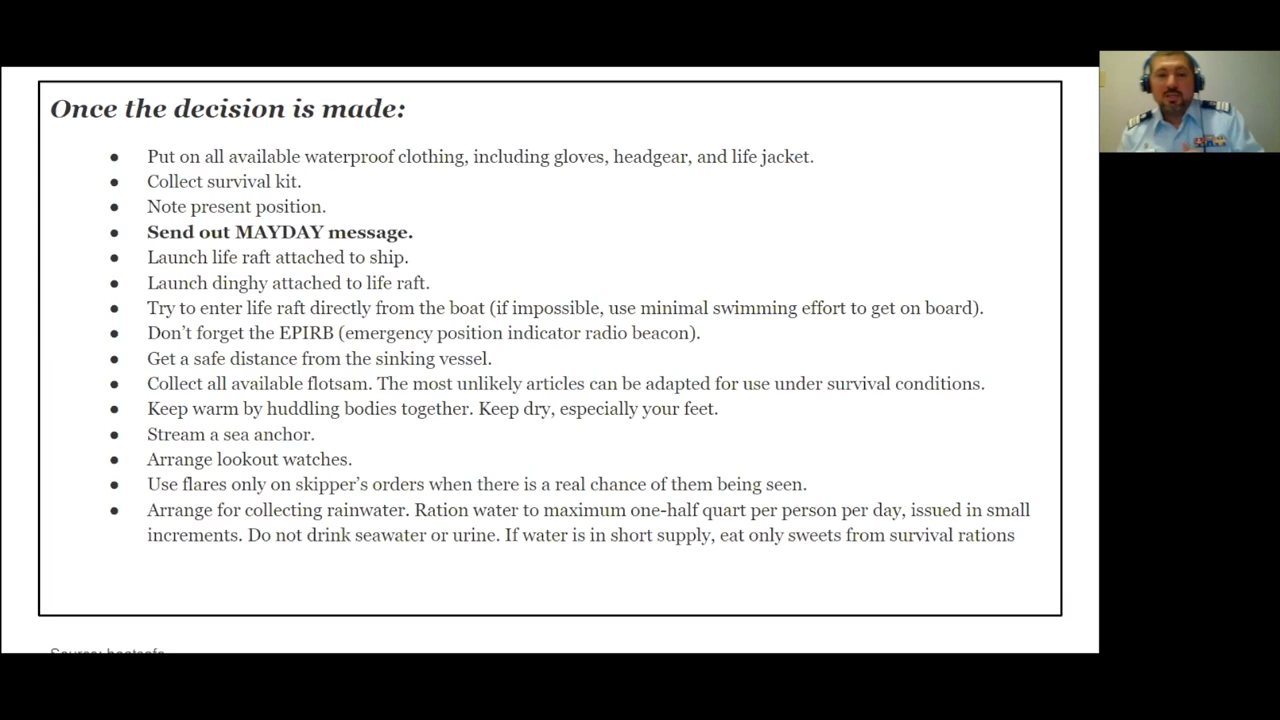 Once the decision is made:
● Put on all available waterproof clothing, including gloves, headgear, and life jacket.
● Collect survival kit.
● Note present position.
● Send out MAYDAY message.
● Launch life raft attached to ship.
● Launch dinghy attached to life raft.
● Try to enter life raft directly from the boat (if impossible, use minimal swimming effort to get on board).
● Don’t forget the EPIRB (emergency position indicator radio beacon).
● Get a safe distance from the sinking vessel.
● Collect all available flotsam. The most unlikely articles can be adapted for use under survival conditions.
● Keep warm by huddling bodies together. Keep dry, especially your feet.
● Stream a sea anchor.
● Arrange lookout watches.
● Use flares only on skipper’s orders when there is a real chance of them being seen.
● Arrange for collecting rainwater. Ration water to maximum one-half quart per person per day, issued in small
increments. Do not drink seawater or urine. If water is in short supply, eat only sweets from survival rations
Source: